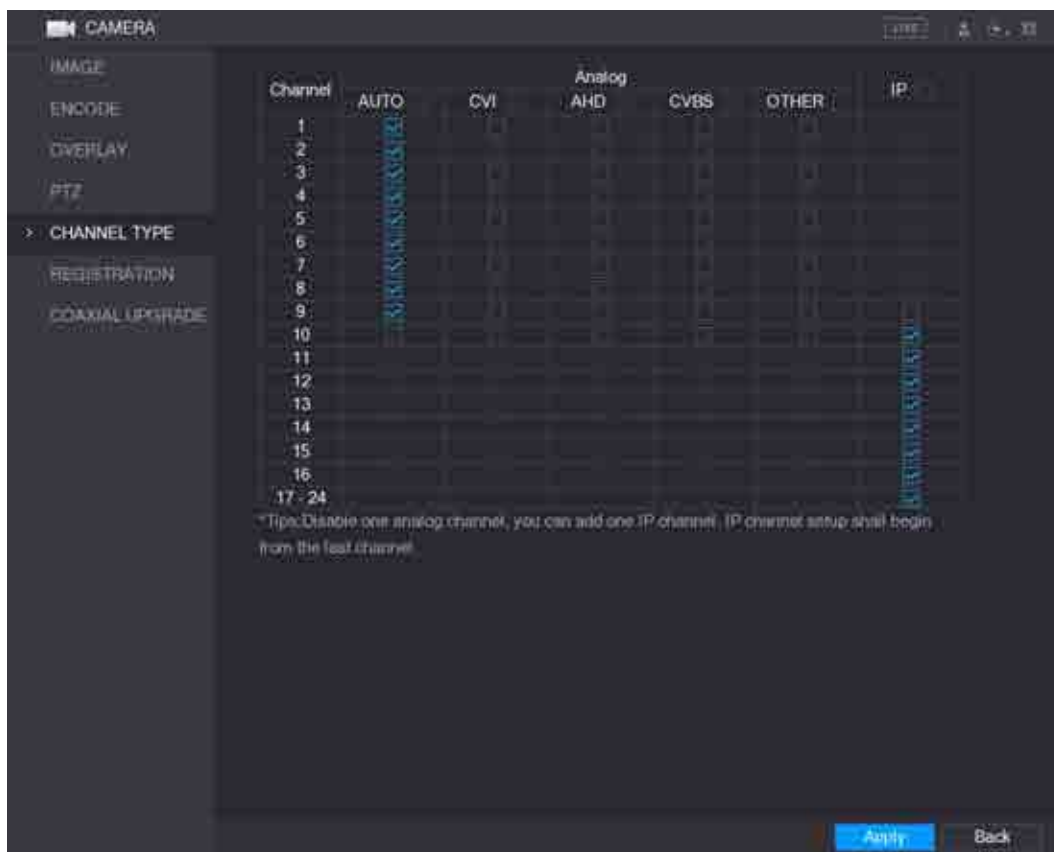 CAMERA
LIVE
IMAGE
ENCODE
OVERLAY
PTZ
CHANNEL TYPE
REGISTRATION
COAXIAL UPGRADE
Analog
Channel AUTO CVI AHD CVBS OTHER IP
1
2
3
4
5
6
7
8
9
10
11
12
13
14
15
16
17 - 24
*Tips:Disable one analog channel, you can add one IP channel. IP channel setup shall begin
from the last channel.
Apply Back